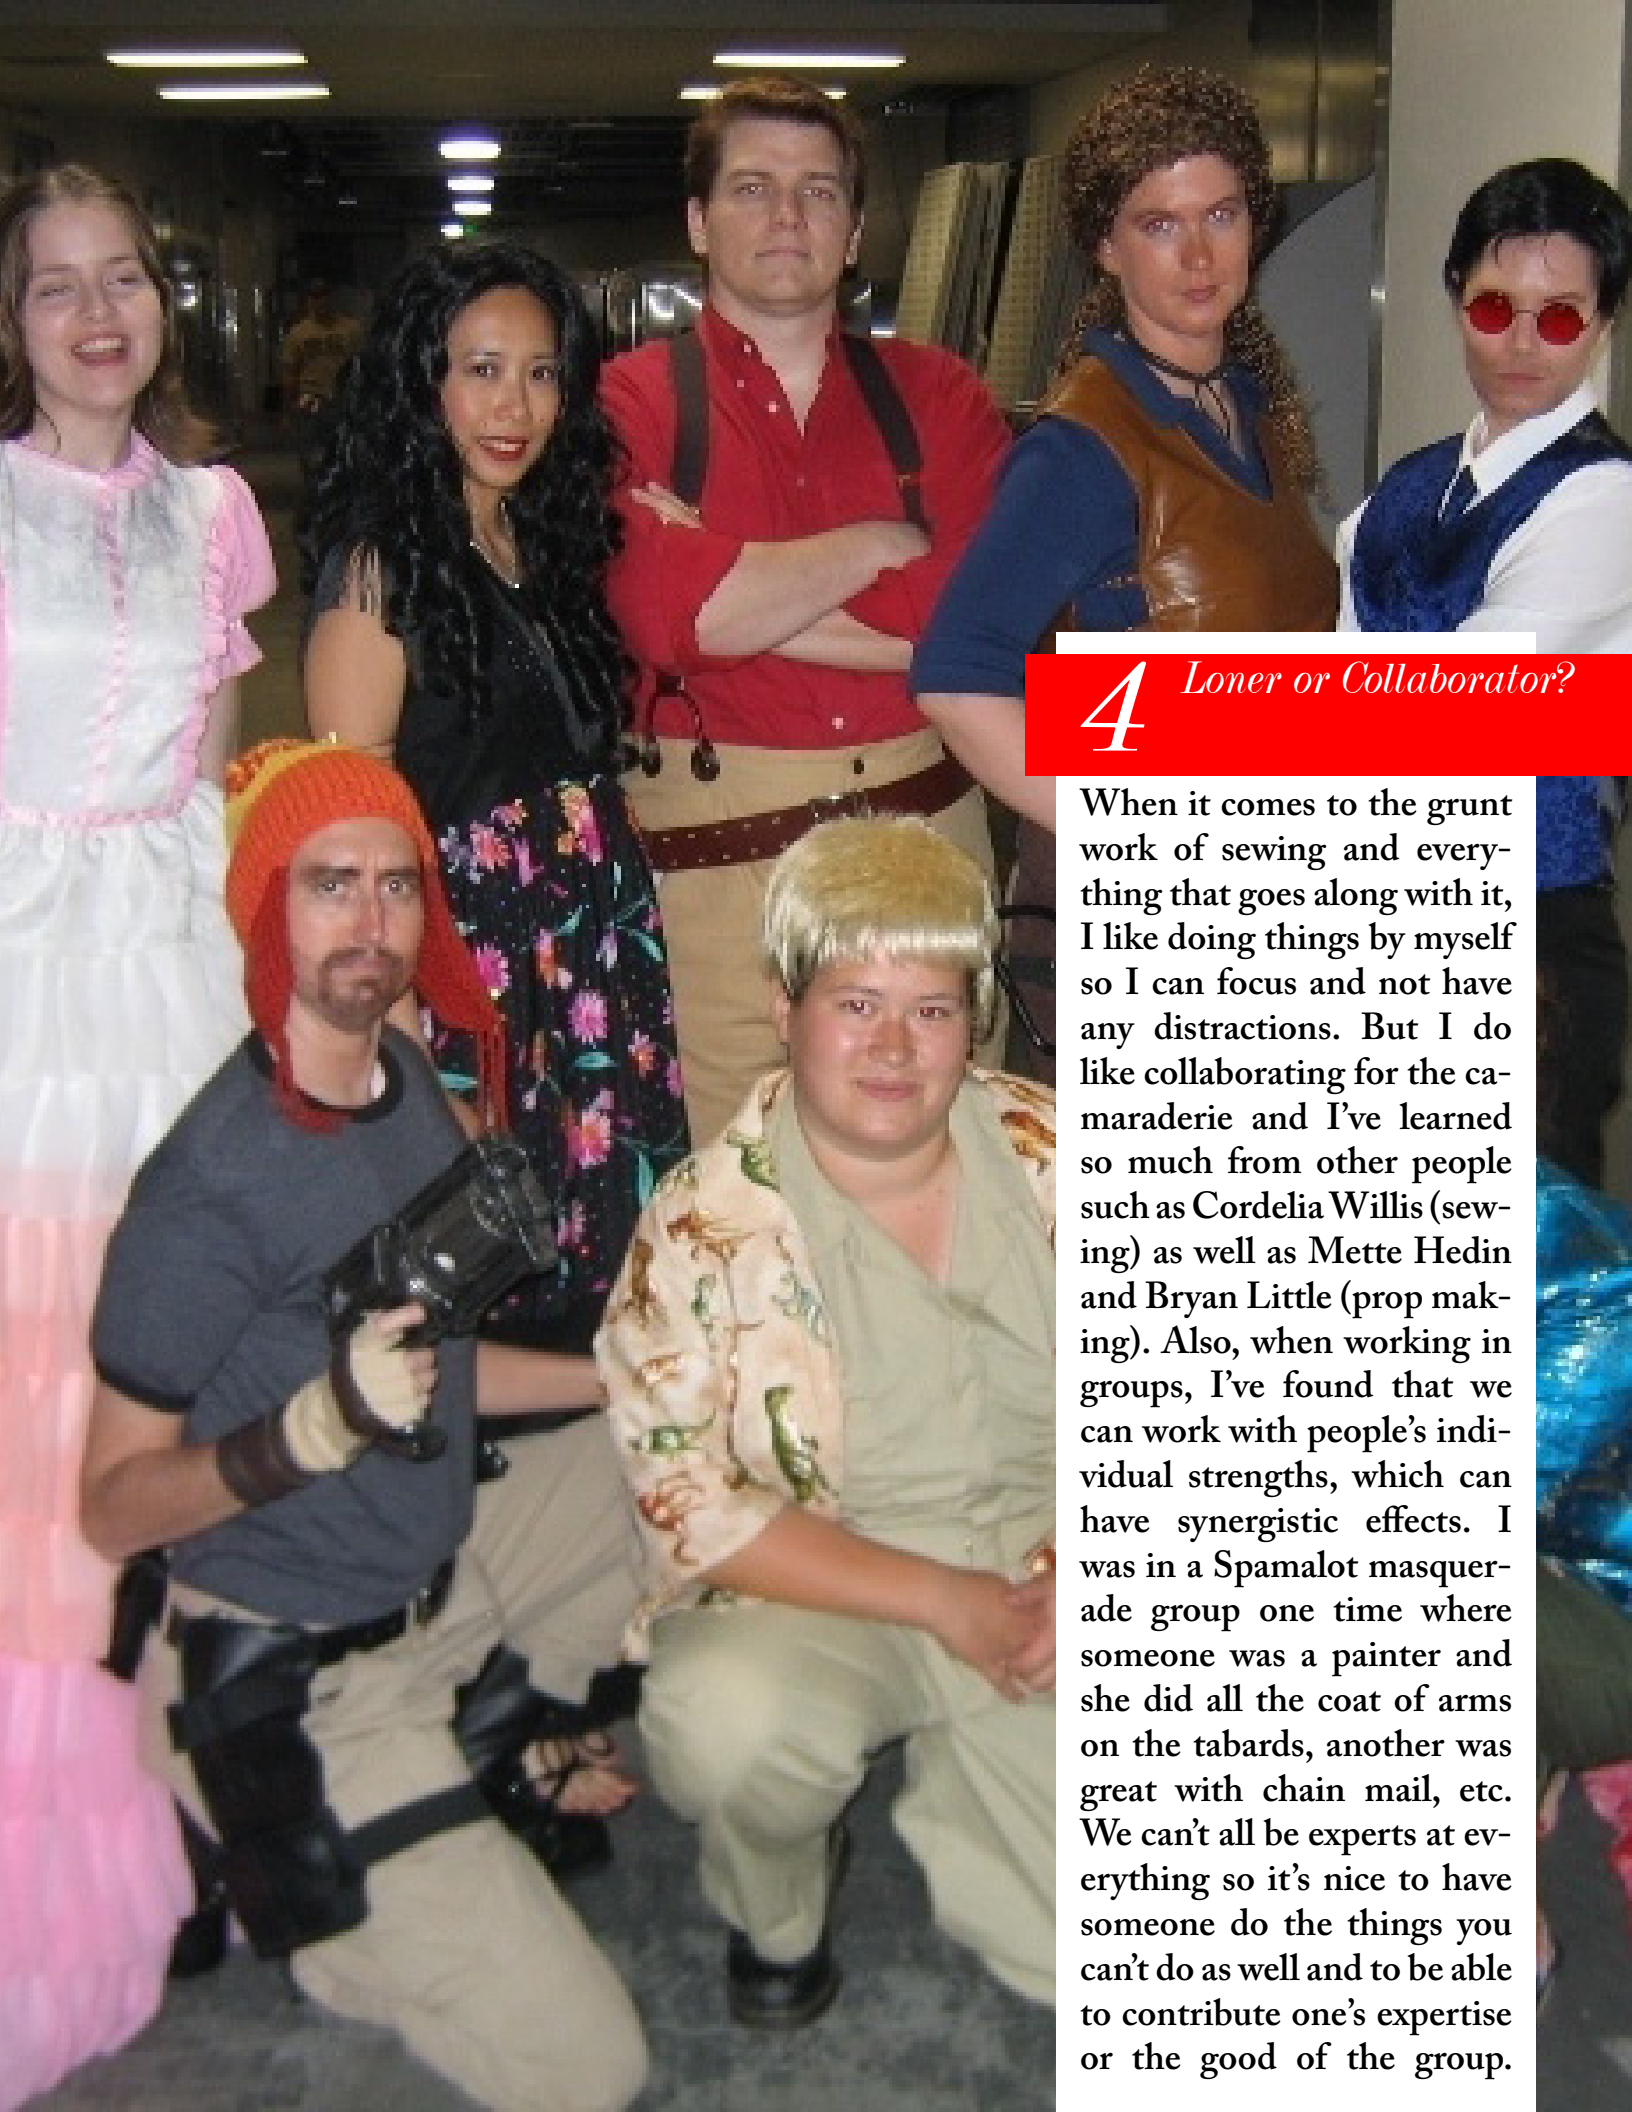 4 Loner or Collaborator?
When it comes to the grunt
work of sewing and every-
thing that goes along with it,
I like doing things by myself
so I can focus and not have
any distractions. But I do
like collaborating for the ca-
maraderie and I've learned
so much from other people
such as Cordelia Willis (sew-
ing) as well as Mette Hedin
and Bryan Little (prop mak-
ing). Also, when working in
groups, I've found that we
can work with people's indi-
vidual strengths, which can
have synergistic effects. I
was in a Spamalot masquer-
ade group one time where
someone was a painter and
she did all the coat of arms
on the tabards, another was
great with chain mail, etc.
We can't all be experts at ev-
erything so it's nice to have
someone do the things you
can't do as well and to be able
to contribute one's expertise
or the good of the group.